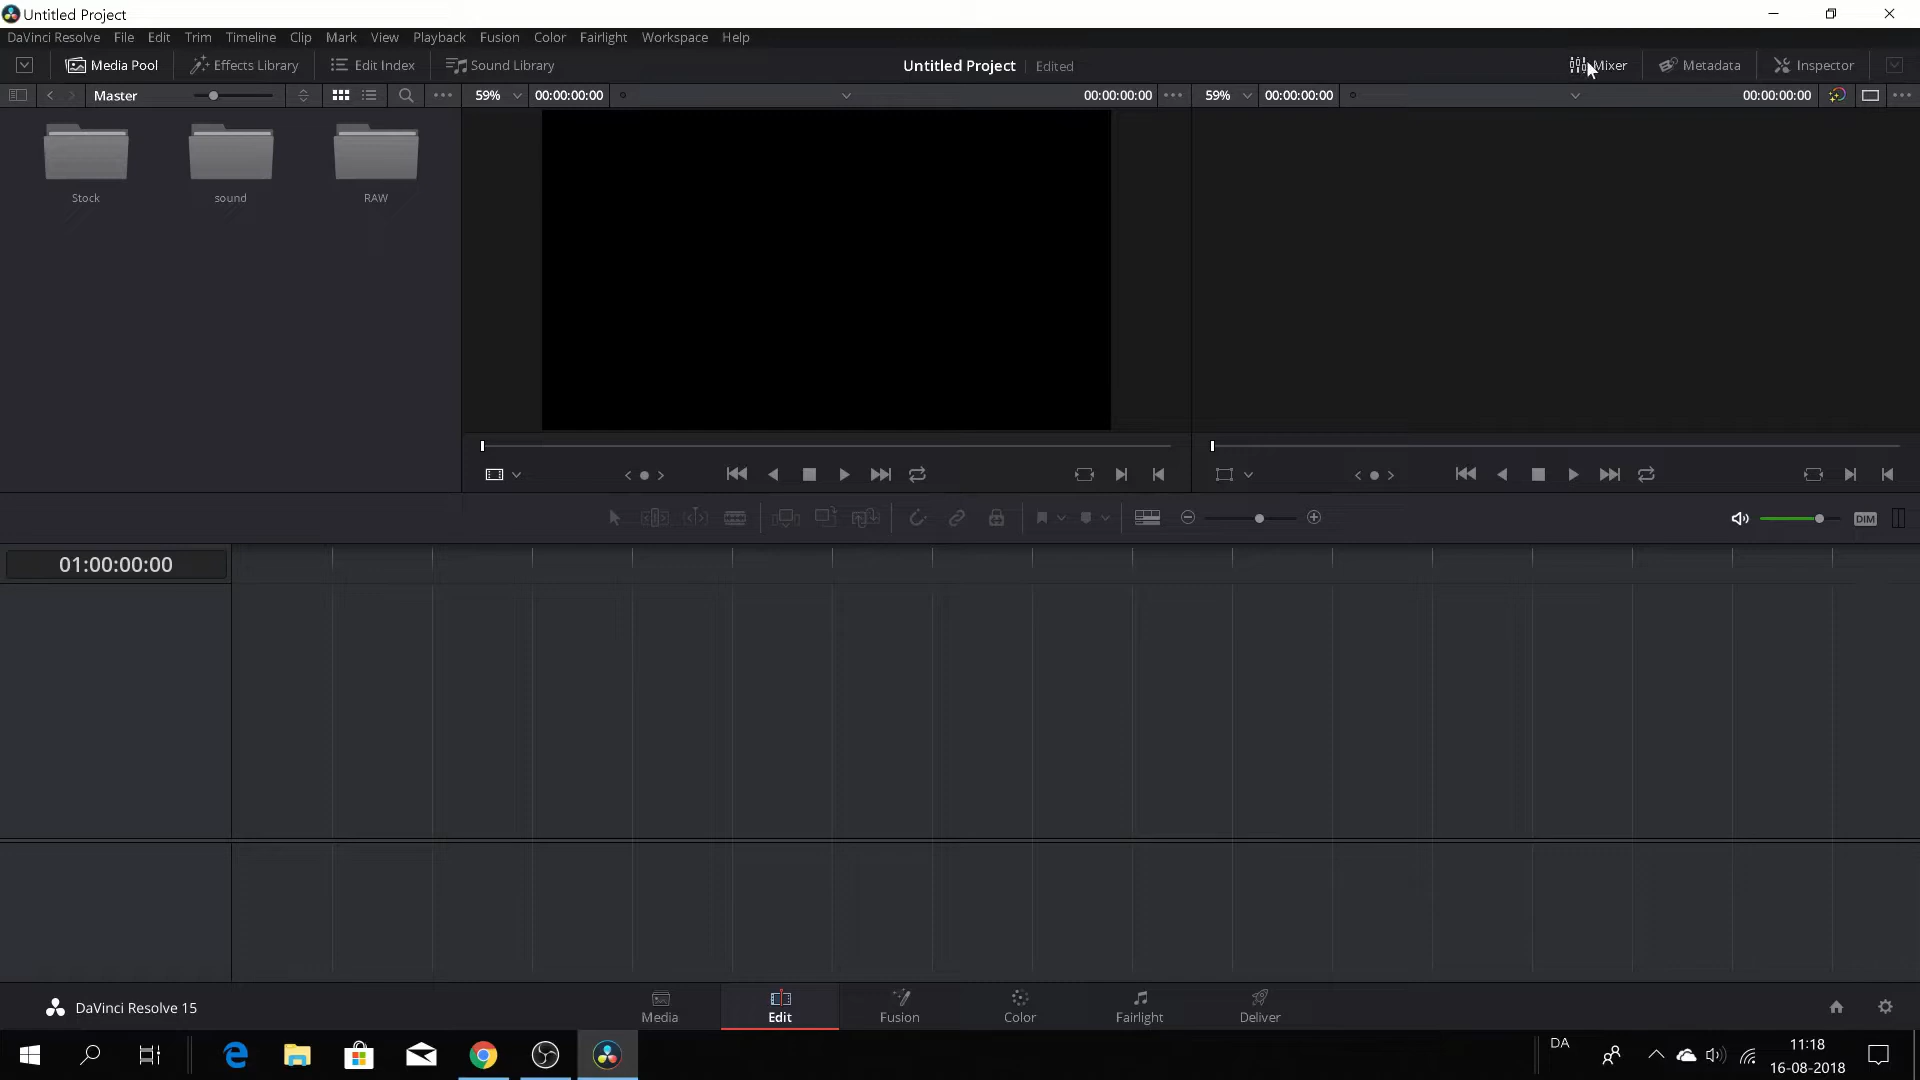 Untitled Project
DaVinci Resolve File Edit Trim Timeline Clip Mark View Playback Fusion Color Fairlight Workspace Help
Media Pool Effects Library Edit Index Sound Library Untitled Project Edited Mixer Metadata Inspector
Master 59% 00:00:00:00 00:00:00:00 59% 00:00:00:00 00:00:00:00
Stock sound RAW
DIM
01:00:00:00
DaVinci Resolve 15
Media Edit Fusion Color Fairlight Deliver
DA
11:18
16-08-2018